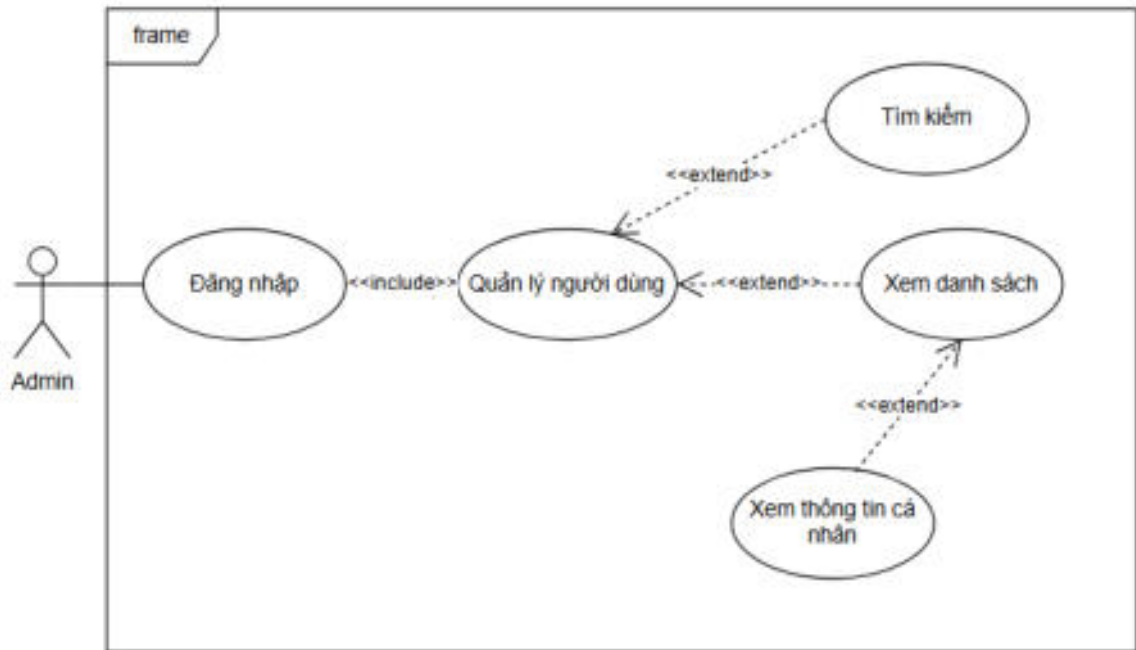 frame
Tìm kiếm
<<extend>>
Đăng nhập
<<include>>
Quản lý người dùng
<<extend>>
Xem danh sách
Admin
<<extend>>
Xem thông tin cá
nhân